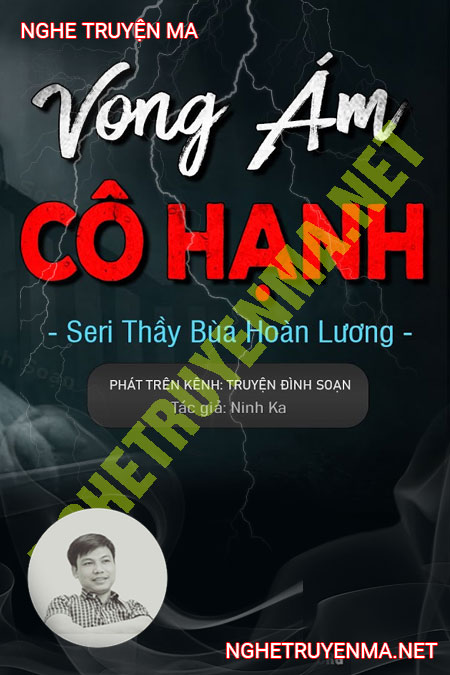 NGHE TRUYỆN MA
Vong Ám
CÔ HẠNH
- Seri Thầy Bùa Hoàn Lương -
PHÁT TRÊN KÊNH: TRUYỆN ĐÌNH SOẠN
Tác giả: Ninh Ka
NGHETRUYENMA.NET
NGHETRUYENMA.NET